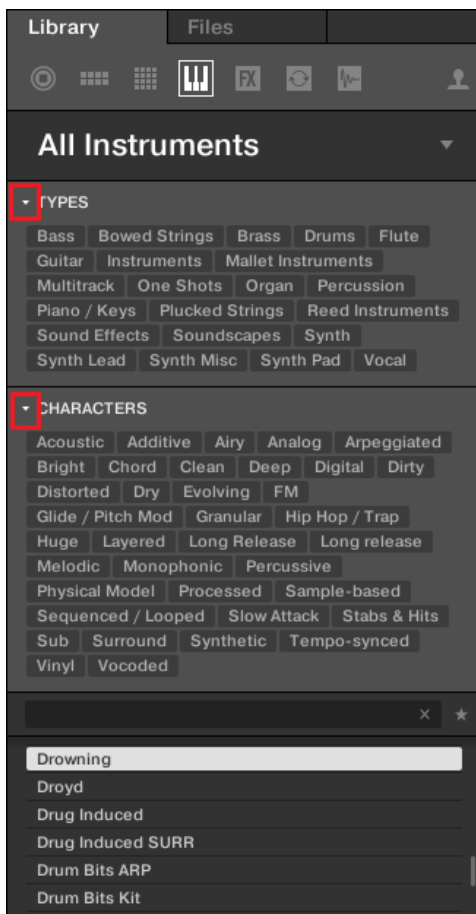 Library Files
FX
All Instruments
TYPES
Bass Bowed Strings Brass Drums Flute
Guitar Instruments Mallet Instruments
Multitrack One Shots Organ Percussion
Piano / Keys Plucked Strings Reed Instruments
Sound Effects Soundscapes Synth
Synth Lead Synth Misc Synth Pad Vocal
CHARACTERS
Acoustic Additive Airy Analog Arpeggiated
Bright Chord Clean Deep Digital Dirty
Distorted Dry Evolving FM
Glide / Pitch Mod Granular Hip Hop / Trap
Huge Layered Long Release Long release
Melodic Monophonic Percussive
Physical Model Processed Sample-based
Sequenced / Looped Slow Attack Stabs & Hits
Sub Surround Synthetic Tempo-synced
Vinyl Vocoded
Drowning
Droyd
Drug Induced
Drug Induced SURR
Drum Bits ARP
Drum Bits Kit